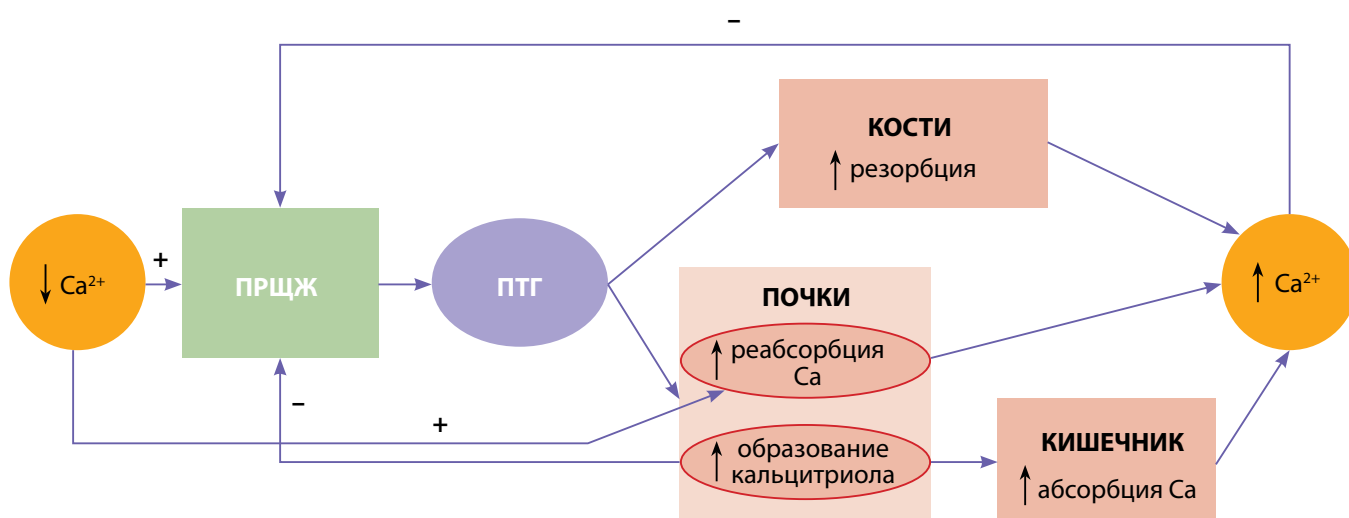 –
КОСТИ
↑ резорбция
↓ Ca²⁺
+
ПРЩЖ
ПТГ
ПОЧКИ
↑ реабсорбция
Ca
↑ Ca²⁺
–
+
↑ образование
кальцитриола
КИШЕЧНИК
↑ абсорбция Ca